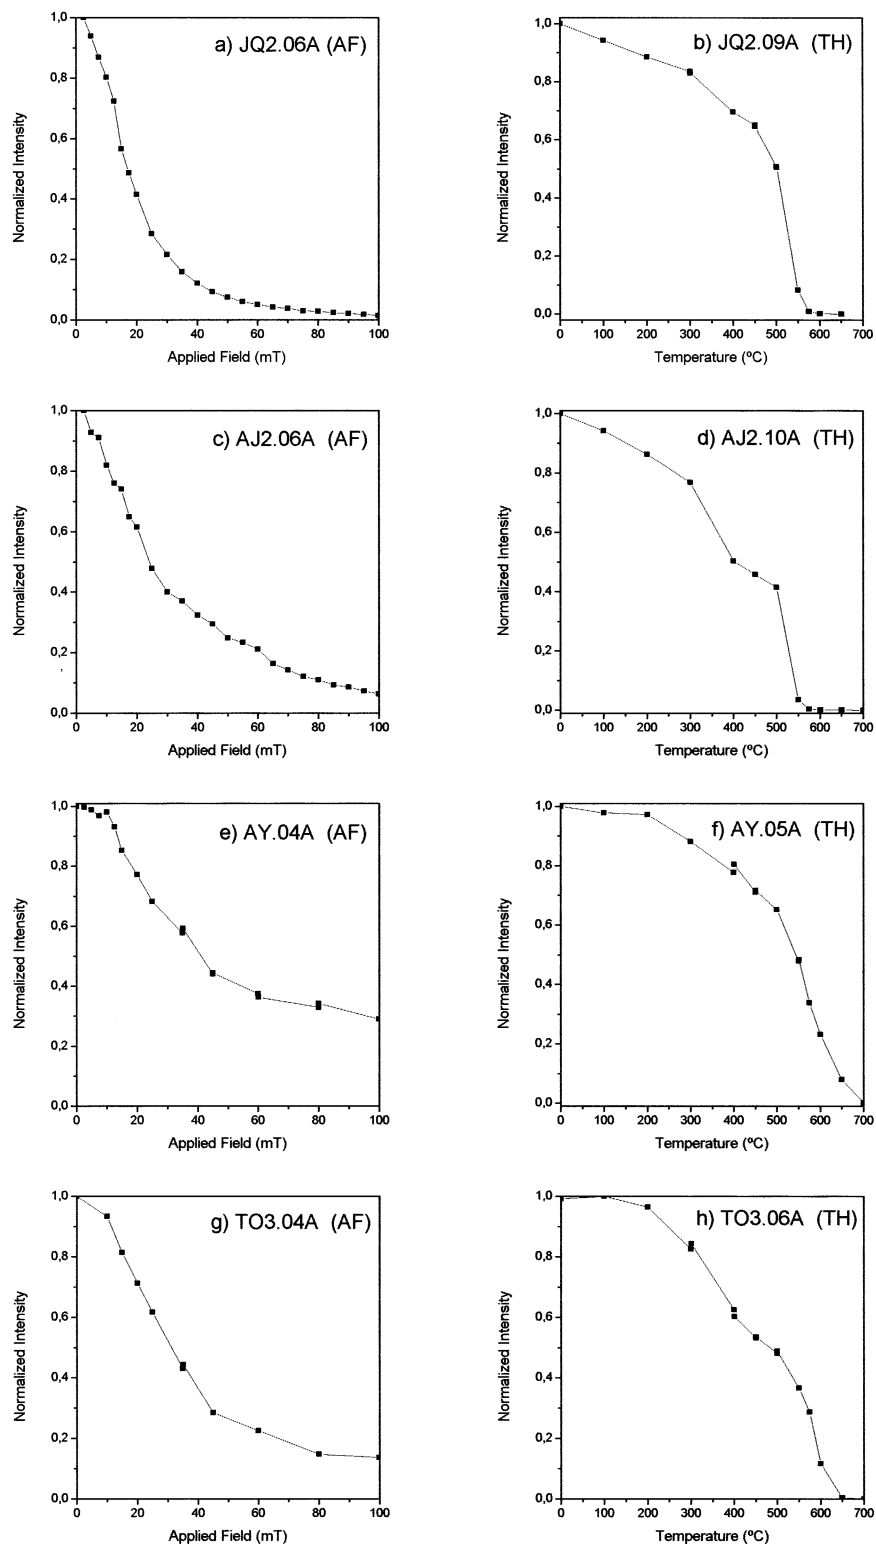 a) JQ2.06A (AF)
Normalized Intensity
1,0
0,8
0,6
0,4
0,2
0,0
0 20 40 60 80 100
Applied Field (mT)
b) JQ2.09A (TH)
Normalized Intensity
1,0
0,8
0,6
0,4
0,2
0,0
0 100 200 300 400 500 600 700
Temperature (ºC)
c) AJ2.06A (AF)
Normalized Intensity
1,0
0,8
0,6
0,4
0,2
0,0
0 20 40 60 80 100
Applied Field (mT)
d) AJ2.10A (TH)
Normalized Intensity
1,0
0,8
0,6
0,4
0,2
0,0
0 100 200 300 400 500 600 700
Temperature (ºC)
e) AY.04A (AF)
Normalized Intensity
1,0
0,8
0,6
0,4
0,2
0,0
0 20 40 60 80 100
Applied Field (mT)
f) AY.05A (TH)
Normalized Intensity
1,0
0,8
0,6
0,4
0,2
0,0
0 100 200 300 400 500 600 700
Temperature (ºC)
g) TO3.04A (AF)
Normalized Intensity
1,0
0,8
0,6
0,4
0,2
0,0
0 20 40 60 80 100
Applied Field (mT)
h) TO3.06A (TH)
Normalized Intensity
1,0
0,8
0,6
0,4
0,2
0,0
0 100 200 300 400 500 600 700
Temperature (ºC)